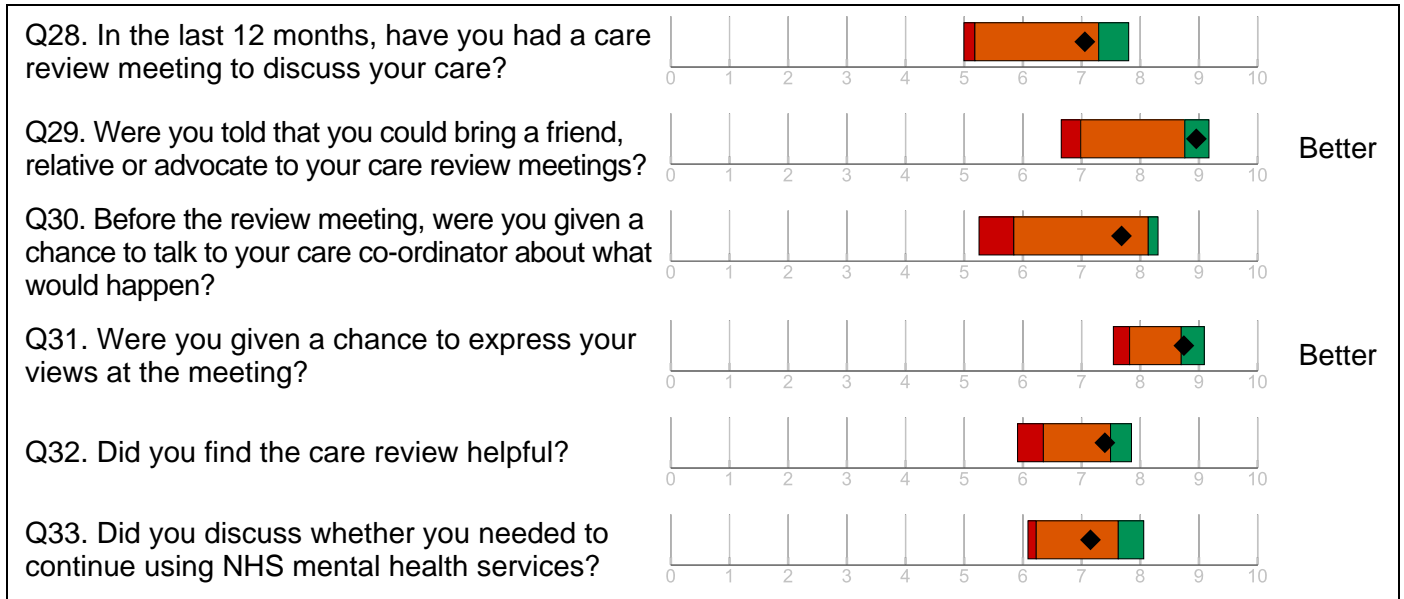 Q28. In the last 12 months, have you had a care
review meeting to discuss your care?
0 1 2 3 4 5 6 7 8 9 10
Q29. Were you told that you could bring a friend,
relative or advocate to your care review meetings?
Better
0 1 2 3 4 5 6 7 8 9 10
Q30. Before the review meeting, were you given a
chance to talk to your care co-ordinator about what
would happen?
0 1 2 3 4 5 6 7 8 9 10
Q31. Were you given a chance to express your
views at the meeting?
Better
0 1 2 3 4 5 6 7 8 9 10
Q32. Did you find the care review helpful?
0 1 2 3 4 5 6 7 8 9 10
Q33. Did you discuss whether you needed to
continue using NHS mental health services?
0 1 2 3 4 5 6 7 8 9 10